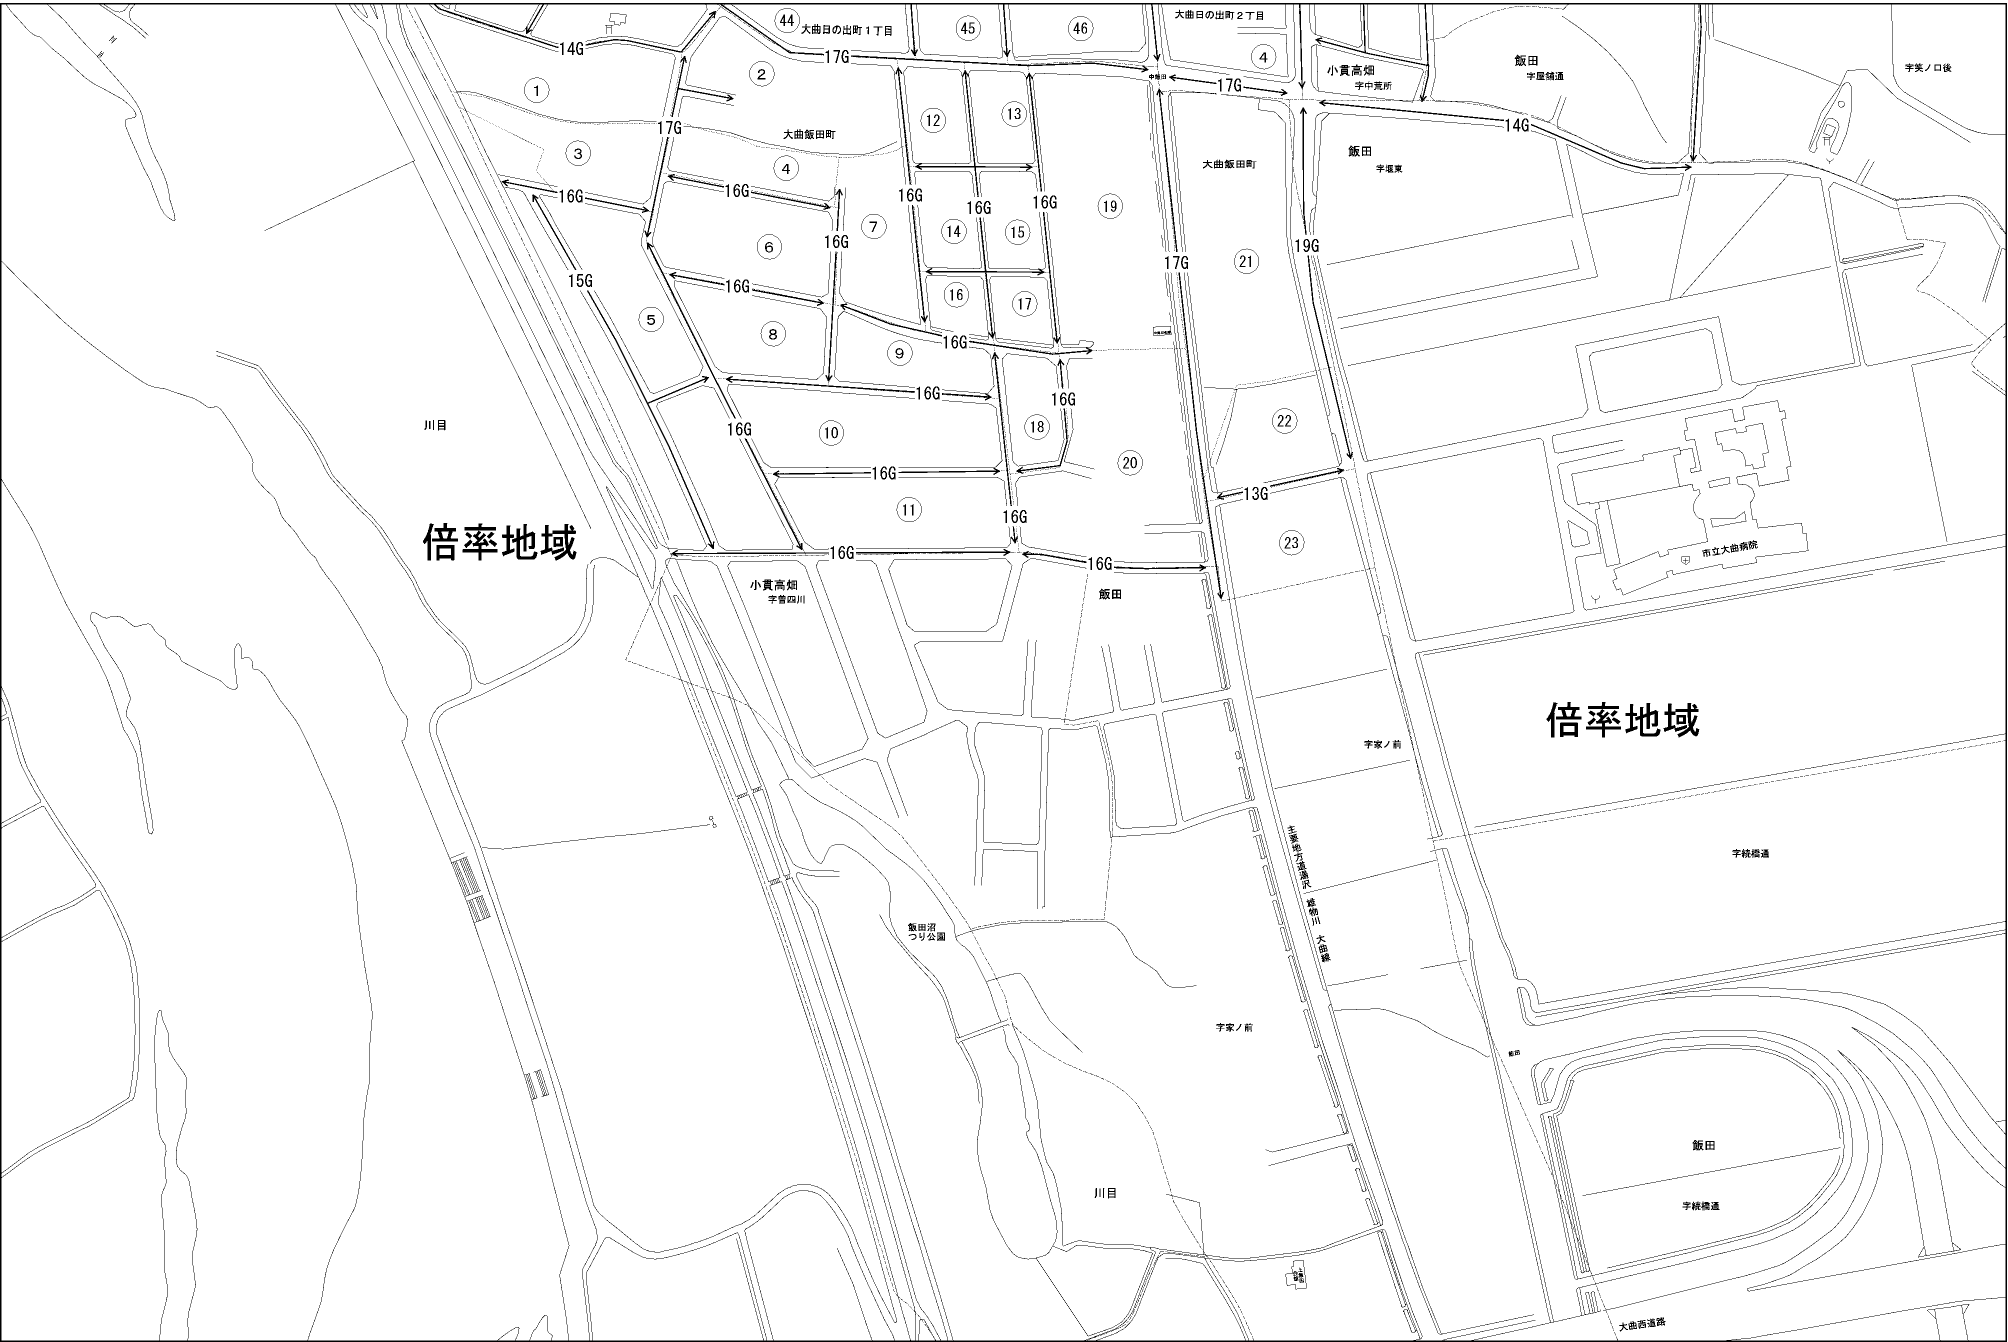 44
大曲日の出町１丁目
45
46
大曲日の出町２丁目
14G
17G
4
小貫高畑
字中荒所
飯田
字屋舗通
字笑ノ口後
1
2
17G
17G
大曲飯田町
12
13
14G
3
4
大曲飯田町
飯田
字堰東
16G
16G
16G
16G
16G
19
6
7
14
15
16G
19G
17G
21
15G
16G
16
17
5
8
9
16G
16G
16G
22
川目
16G
10
18
20
16G
13G
倍率地域
11
16G
23
16G
16G
市立大曲病院
小貫高畑
字曽四川
飯田
倍率地域
字家ノ前
主要地方道湯沢 雄物川 大曲線
字続橋通
飯田沼
つり公園
字家ノ前
飯田
飯田
川目
字続橋通
大曲西道路